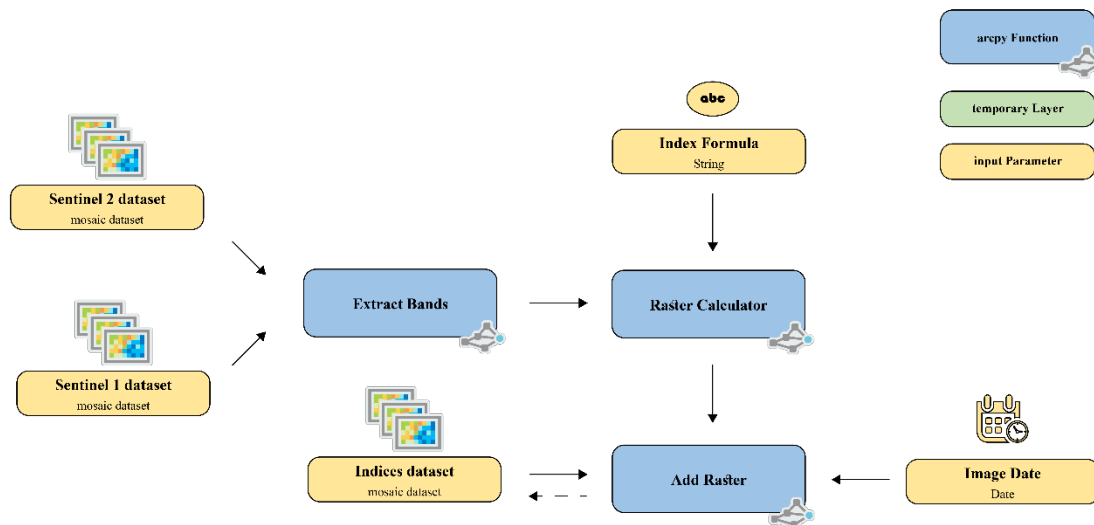 arcpy Function
abc
temporary Layer
Index Formula
String
input Parameter
Sentinel 2 dataset
mosaic dataset
Extract Bands
Raster Calculator
Sentinel 1 dataset
mosaic dataset
Indices dataset
mosaic dataset
Add Raster
Image Date
Date